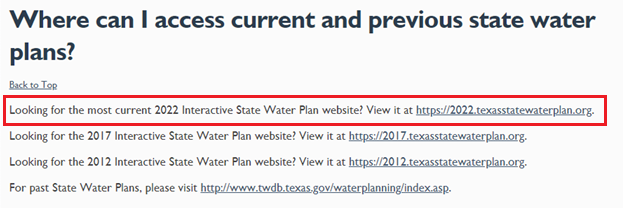 Where can I access current and previous state water
plans?
Back to Top
Looking for the most current 2022 Interactive State Water Plan website? View it at https://2022.texasstatewaterplan.org.
Looking for the 2017 Interactive State Water Plan website? View it at https://2017.texasstatewaterplan.org.
Looking for the 2012 Interactive State Water Plan website? View it at https://2012.texasstatewaterplan.org.
For past State Water Plans, please visit http://www.twdb.texas.gov/waterplanning/index.asp.